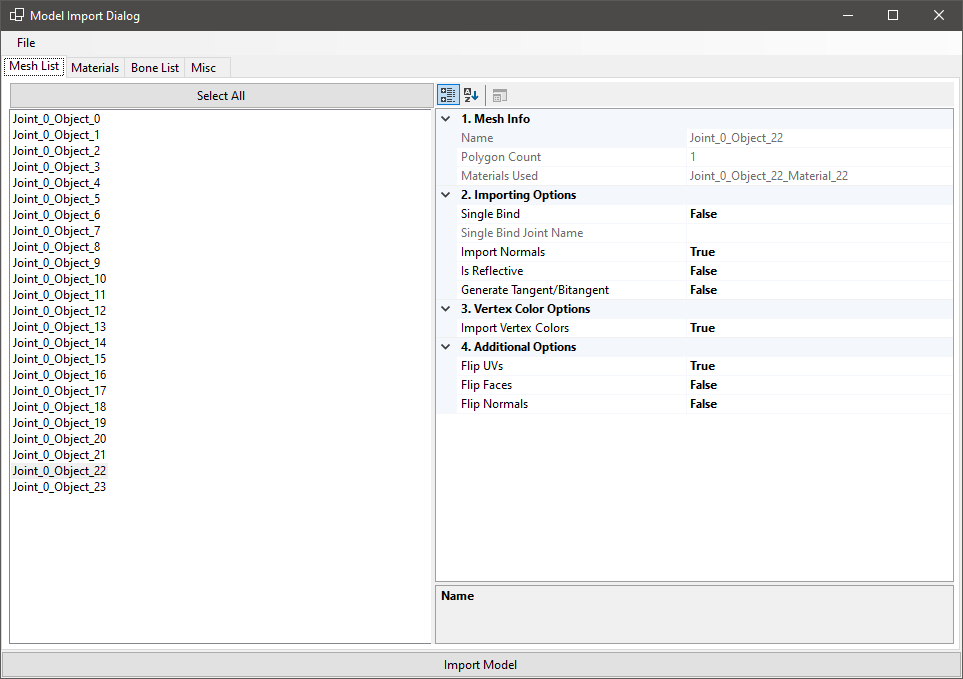 Model Import Dialog
File
Mesh List Materials Bone List Misc
Select All
Joint_0_Object_0
Joint_0_Object_1
Joint_0_Object_2
Joint_0_Object_3
Joint_0_Object_4
Joint_0_Object_5
Joint_0_Object_6
Joint_0_Object_7
Joint_0_Object_8
Joint_0_Object_9
Joint_0_Object_10
Joint_0_Object_11
Joint_0_Object_12
Joint_0_Object_13
Joint_0_Object_14
Joint_0_Object_15
Joint_0_Object_16
Joint_0_Object_17
Joint_0_Object_18
Joint_0_Object_19
Joint_0_Object_20
Joint_0_Object_21
Joint_0_Object_22
Joint_0_Object_23
1. Mesh Info
Name Joint_0_Object_22
Polygon Count 1
Materials Used Joint_0_Object_22_Material_22
2. Importing Options
Single Bind False
Single Bind Joint Name
Import Normals True
Is Reflective False
Generate Tangent/Bitangent False
3. Vertex Color Options
Import Vertex Colors True
4. Additional Options
Flip UVs True
Flip Faces False
Flip Normals False
Name
Import Model